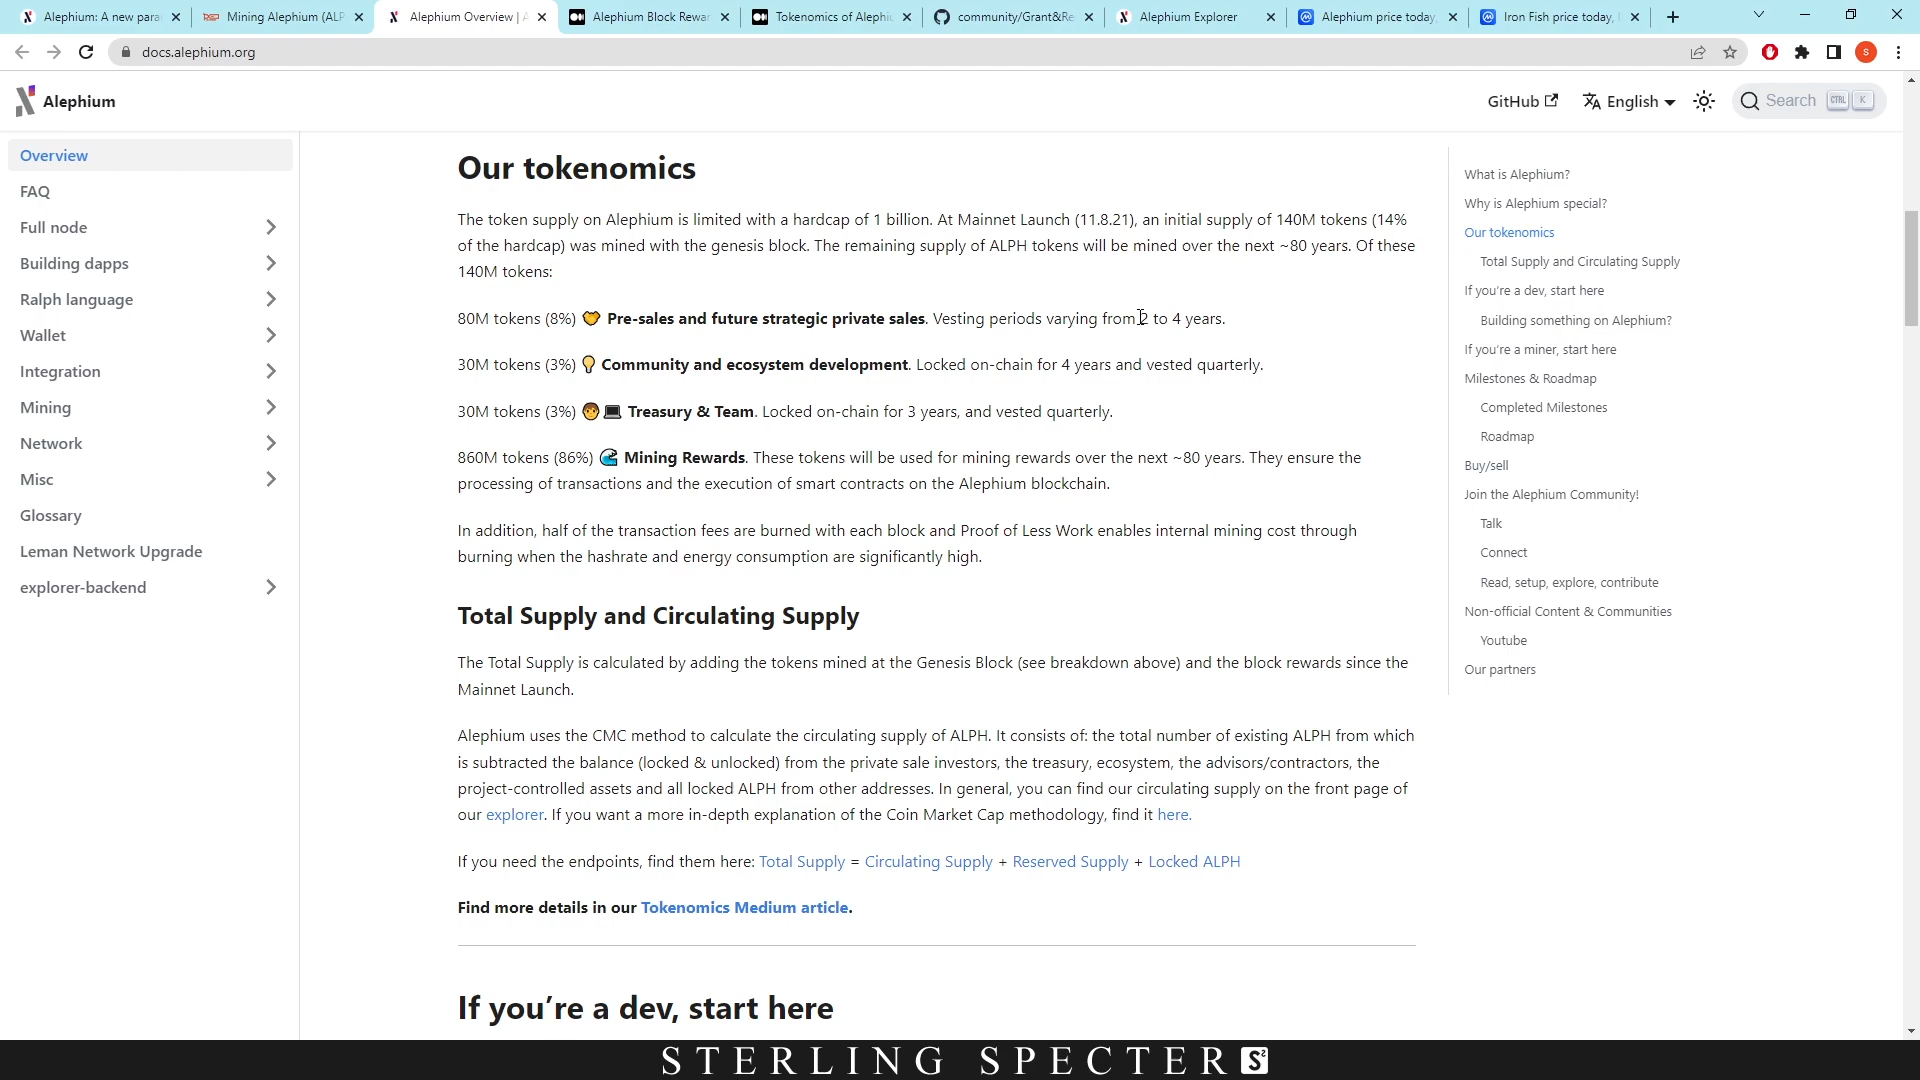 Alephium: A new para
Mining Alephium (ALP
Alephium Overview | A
Alephium Block Rewar
Tokenomics of Alephiu
community/Grant&Re
Alephium Explorer
Alephium price today,
Iron Fish price today,
docs.alephium.org
S
Alephium
GitHub
English
Search CTRL K
Overview
FAQ
Full node
Building dapps
Ralph language
Wallet
Integration
Mining
Network
Misc
Glossary
Leman Network Upgrade
explorer-backend
Our tokenomics
The token supply on Alephium is limited with a hardcap of 1 billion. At Mainnet Launch (11.8.21), an initial supply of 140M tokens (14%
of the hardcap) was mined with the genesis block. The remaining supply of ALPH tokens will be mined over the next ~80 years. Of these
140M tokens:
80M tokens (8%) 🤝 Pre-sales and future strategic private sales. Vesting periods varying from 2 to 4 years.
30M tokens (3%) 💡 Community and ecosystem development. Locked on-chain for 4 years and vested quarterly.
30M tokens (3%) 🧑💻 Treasury & Team. Locked on-chain for 3 years, and vested quarterly.
860M tokens (86%) 🌊 Mining Rewards. These tokens will be used for mining rewards over the next ~80 years. They ensure the
processing of transactions and the execution of smart contracts on the Alephium blockchain.
In addition, half of the transaction fees are burned with each block and Proof of Less Work enables internal mining cost through
burning when the hashrate and energy consumption are significantly high.
Total Supply and Circulating Supply
The Total Supply is calculated by adding the tokens mined at the Genesis Block (see breakdown above) and the block rewards since the
Mainnet Launch.
Alephium uses the CMC method to calculate the circulating supply of ALPH. It consists of: the total number of existing ALPH from which
is subtracted the balance (locked & unlocked) from the private sale investors, the treasury, ecosystem, the advisors/contractors, the
project-controlled assets and all locked ALPH from other addresses. In general, you can find our circulating supply on the front page of
our explorer. If you want a more in-depth explanation of the Coin Market Cap methodology, find it here.
If you need the endpoints, find them here: Total Supply = Circulating Supply + Reserved Supply + Locked ALPH
Find more details in our Tokenomics Medium article.
If you're a dev, start here
What is Alephium?
Why is Alephium special?
Our tokenomics
Total Supply and Circulating Supply
If you're a dev, start here
Building something on Alephium?
If you're a miner, start here
Milestones & Roadmap
Completed Milestones
Roadmap
Buy/sell
Join the Alephium Community!
Talk
Connect
Read, setup, explore, contribute
Non-official Content & Communities
Youtube
Our partners
STERLING SPECTER S²